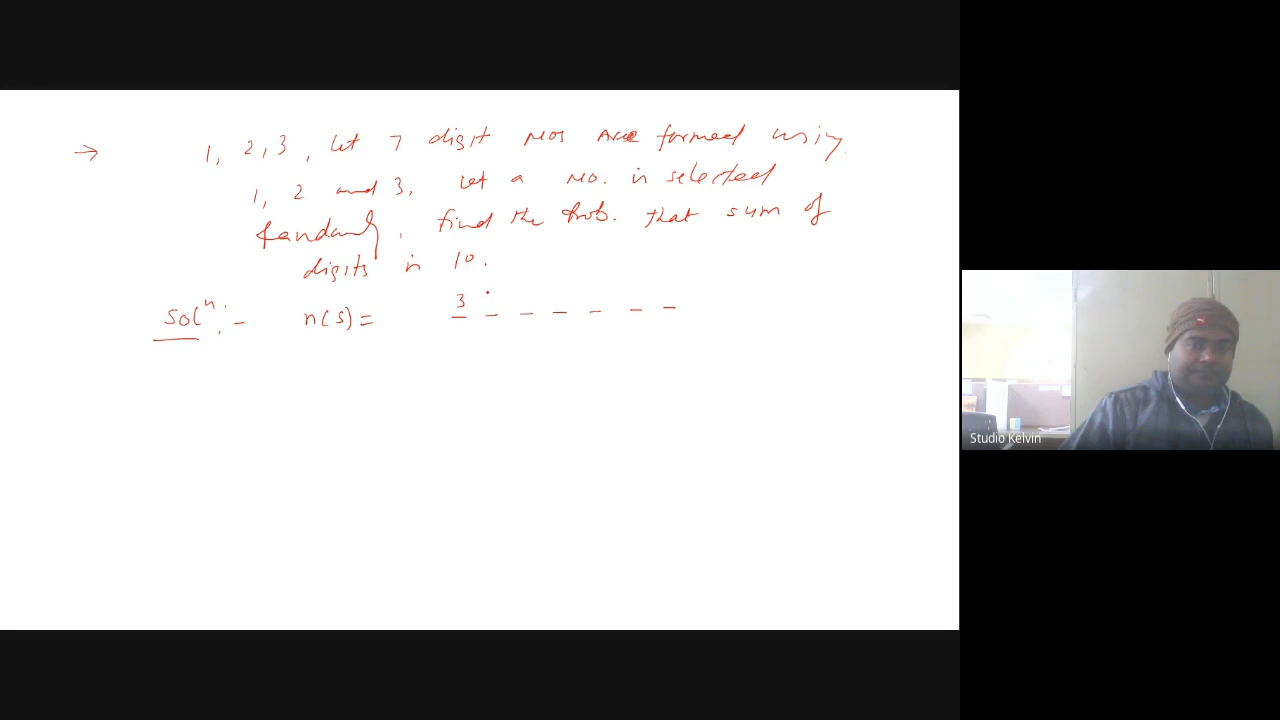 → 1, 2, 3, Let 7 digit nos are formed using
1, 2 and 3, Let a no. is selected
randomly, find the prob. that sum of
digits is 10.
Solⁿ:- n(s) = 3 _ _ _ _ _ _
Studio Kelvin